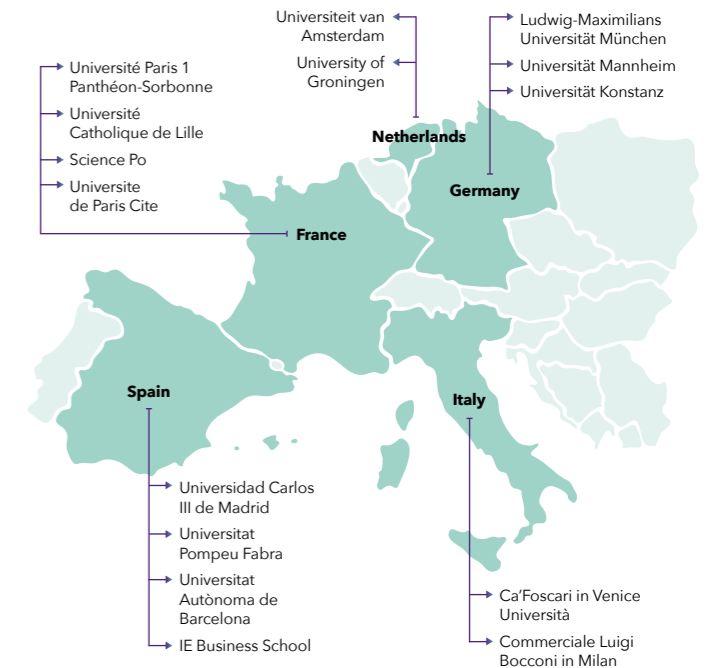 Universiteit van
Amsterdam
University of
Groningen
Ludwig-Maximilians
Universität München
Universität Mannheim
Universität Konstanz
Université Paris 1
Panthéon-Sorbonne
Université
Catholique de Lille
Science Po
Universite
de Paris Cite
Netherlands
Germany
France
Spain
Italy
Universidad Carlos
III de Madrid
Universitat
Pompeu Fabra
Universitat
Autònoma de
Barcelona
IE Business School
Ca'Foscari in Venice
Università
Commerciale Luigi
Bocconi in Milan